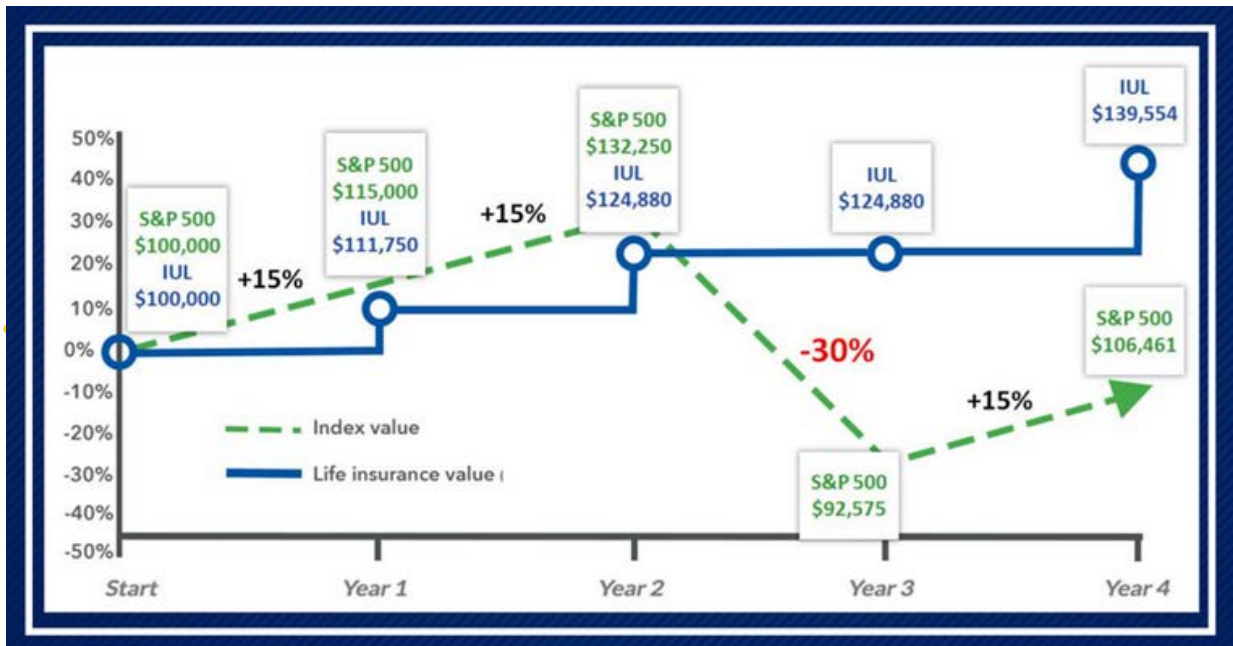 IUL
$139,554
S&P 500
$132,250
IUL
$124,880
S&P 500
$115,000
IUL
$111,750
IUL
$124,880
S&P 500
$100,000
IUL
$100,000
+15%
+15%
-30%
+15%
S&P 500
$106,461
S&P 500
$92,575
50%
40%
30%
20%
10%
0%
-10%
-20%
-30%
-40%
-50%
Index value
Life insurance value
Start
Year 1
Year 2
Year 3
Year 4